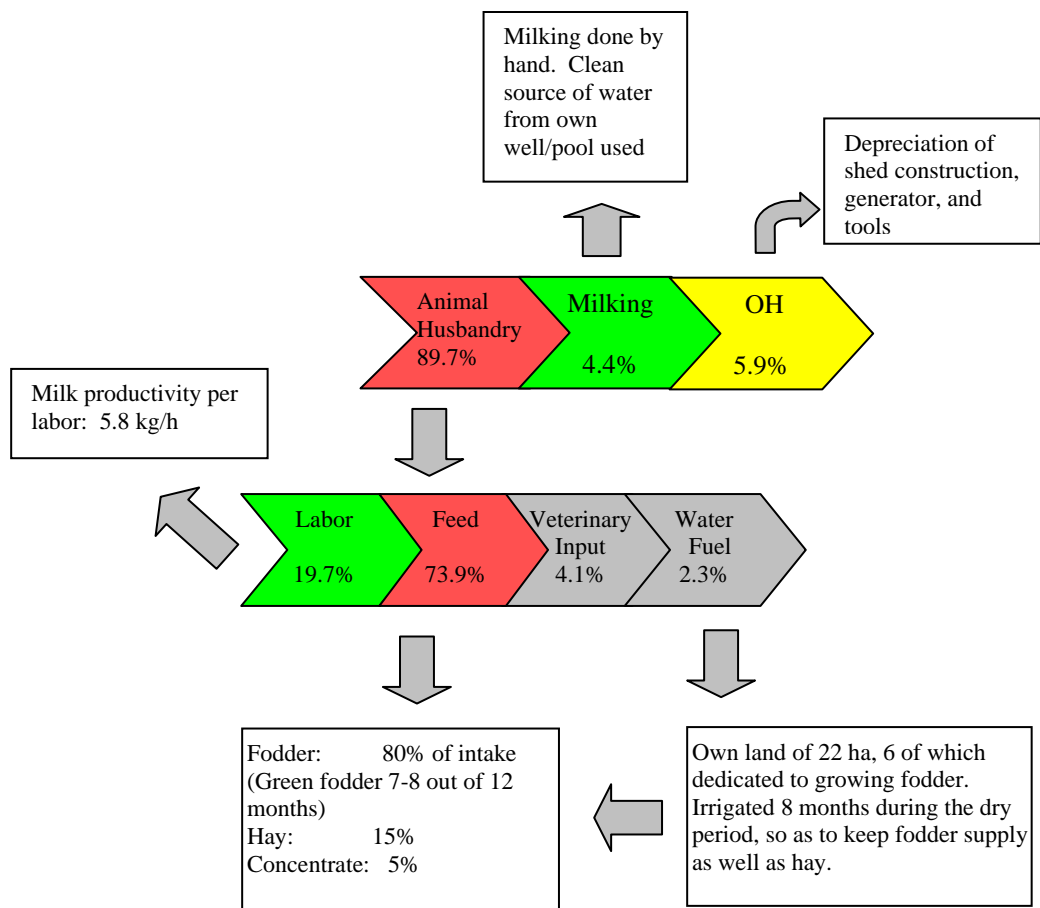 Milking done by
hand.  Clean
source of water
from own
well/pool used
Depreciation of
shed construction,
generator, and
tools
Animal
Husbandry
89.7%
Milking
4.4%
OH
5.9%
Milk productivity per
labor:  5.8 kg/h
Labor
19.7%
Feed
73.9%
Veterinary
Input
4.1%
Water
Fuel
2.3%
Fodder:        80% of intake
(Green fodder 7-8 out of 12
months)
Hay:             15%
Concentrate:   5%
Own land of 22 ha, 6 of which
dedicated to growing fodder.
Irrigated 8 months during the dry
period, so as to keep fodder supply
as well as hay.